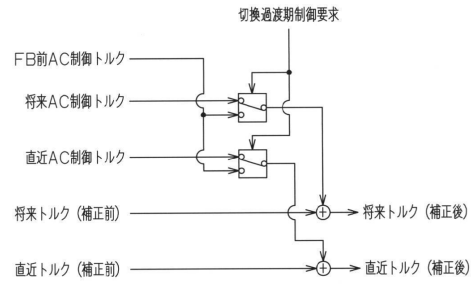 切換過渡期制御要求
FB前AC制御トルク
将来AC制御トルク
直近AC制御トルク
将来トルク（補正前）
将来トルク（補正後）
直近トルク（補正前）
直近トルク（補正後）